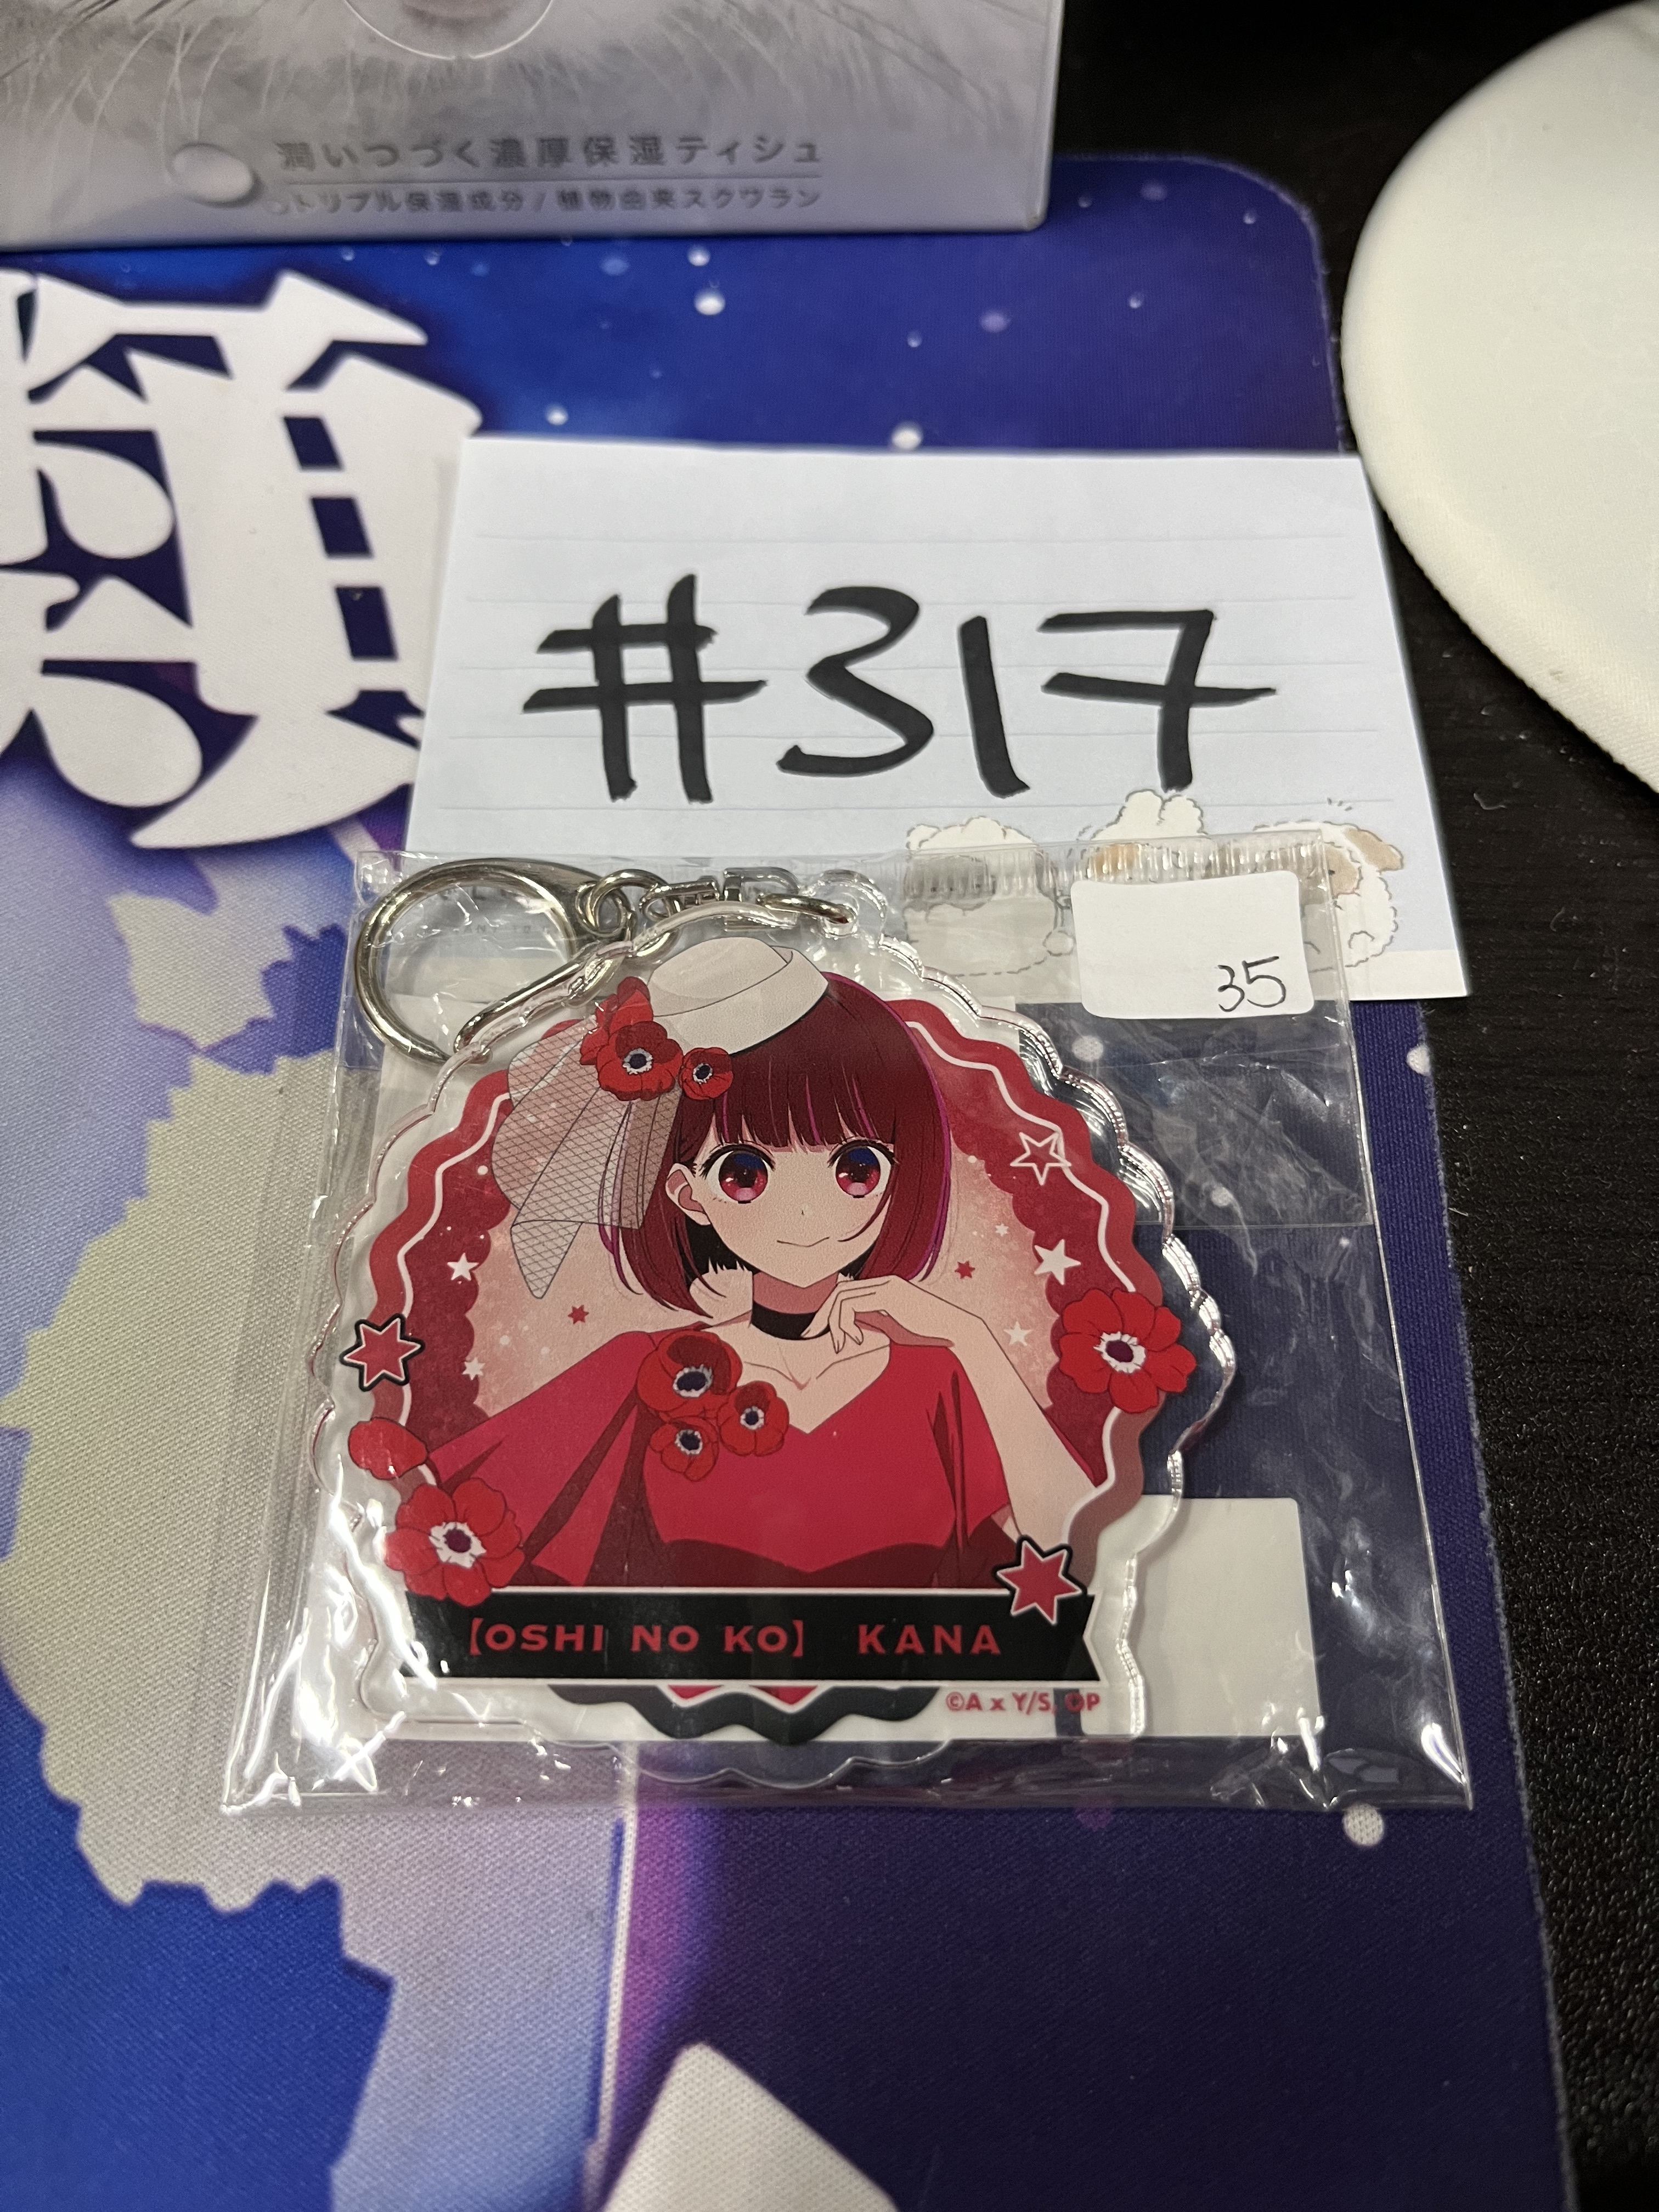 潤いつづく濃厚保湿ティシュ
トリプル保湿成分 / 植物由来スクワラン
#317
35
【OSHI NO KO】 KANA
©A x Y/S, OP